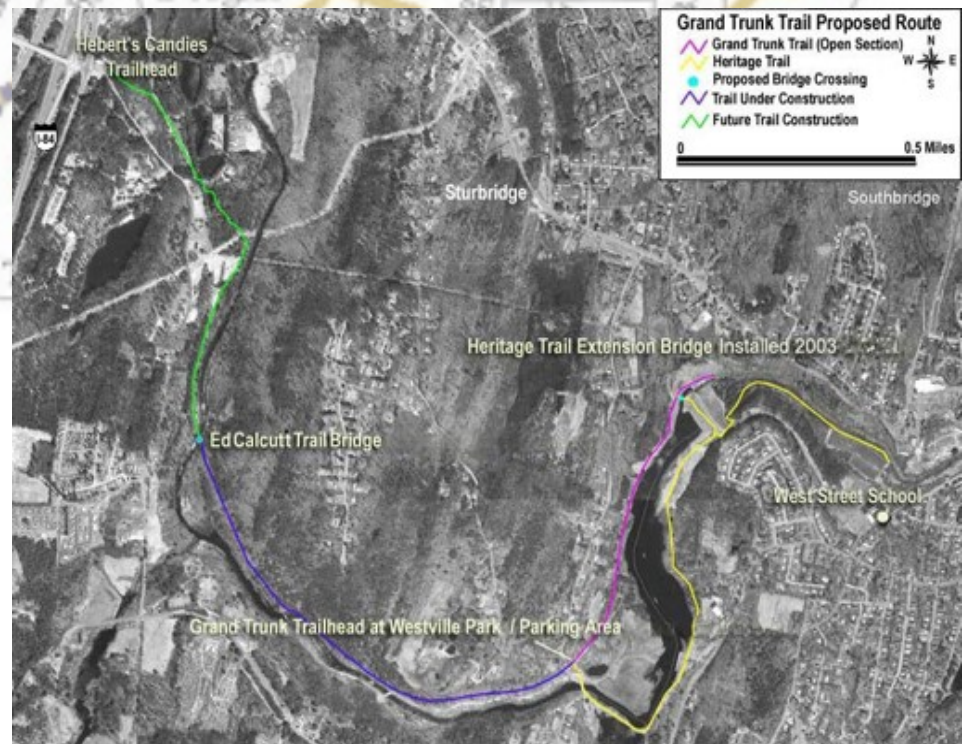 Grand Trunk Trail Proposed Route
Grand Trunk Trail (Open Section)
Heritage Trail
Proposed Bridge Crossing
Trail Under Construction
Future Trail Construction
N
W
E
S
0
0.5 Miles
Hebert's Candies
Trailhead
I-84
Sturbridge
Southbridge
Heritage Trail Extension Bridge Installed 2003
Ed Calcutt Trail Bridge
West Street School
Grand Trunk Trailhead at Westville Park / Parking Area